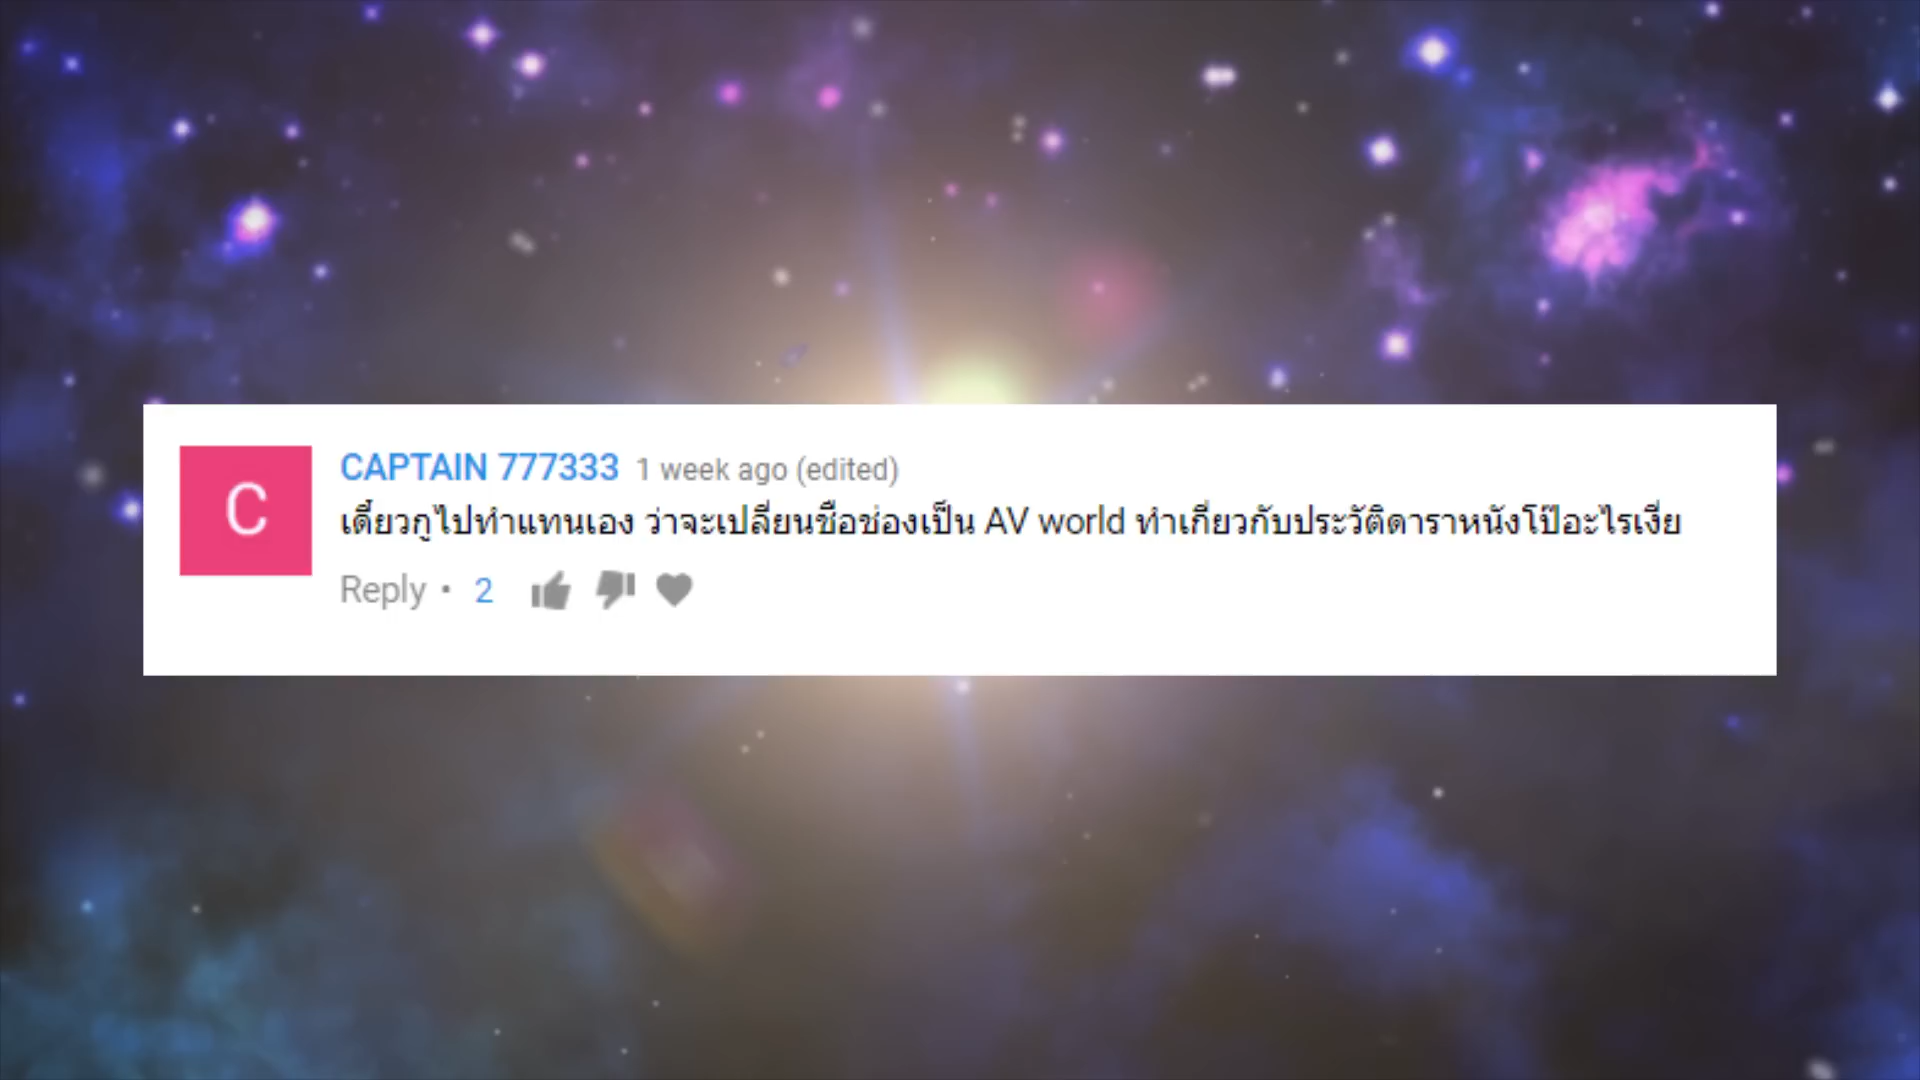 C
CAPTAIN 777333 1 week ago (edited)
เดี๋ยวกูไปทำแทนเอง ว่าจะเปลี่ยนชื่อช่องเป็น AV world ทำเกี่ยวกับประวัติดาราหนังโป๊อะไรเงี่ย
Reply • 2